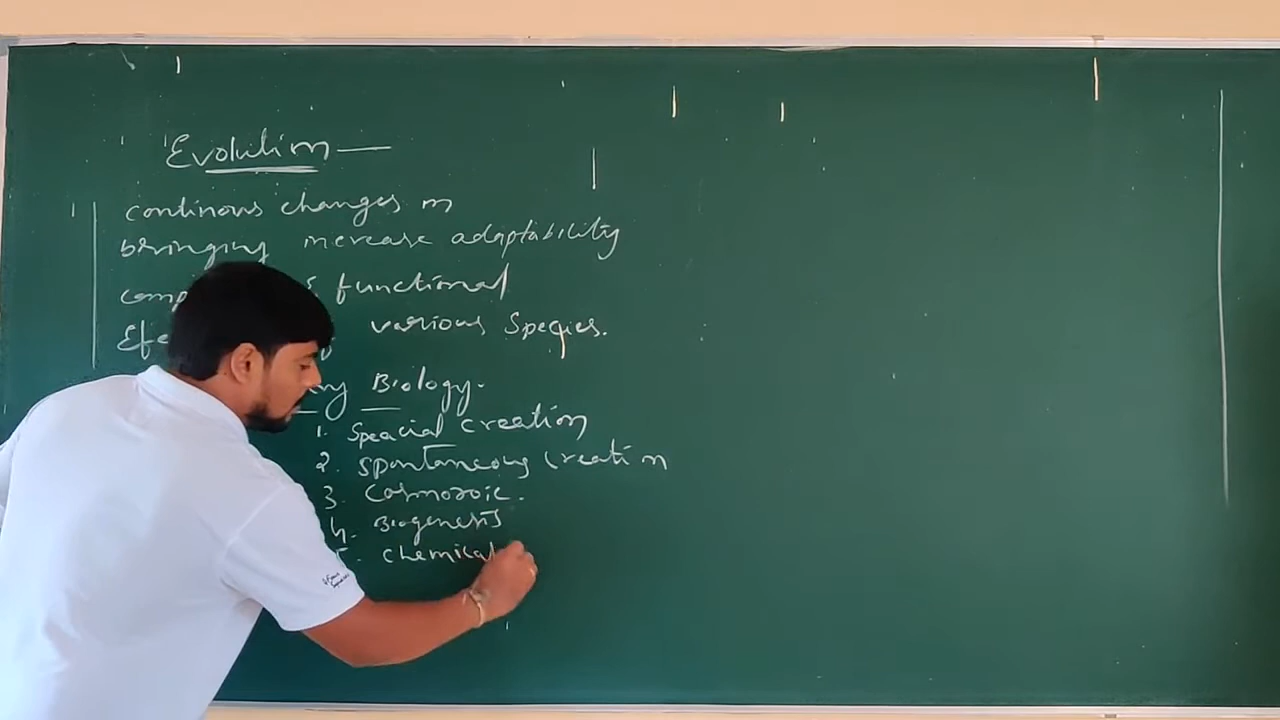 Evolution —
continous changes in
bringing increase adaptability
functional
various Species.
Biology.
1. Speacial creation
2. spontaneous creation
3. Cosmozoic.
4. Biogenesis
5. chemical